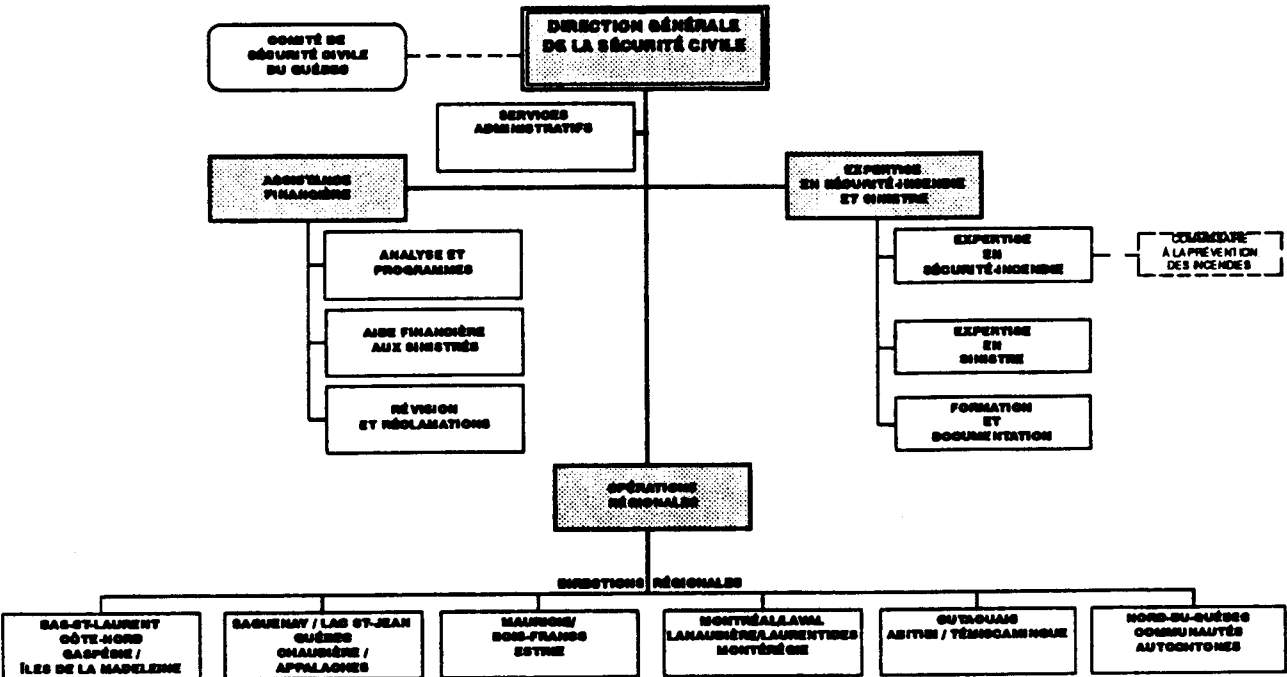 DIRECTION GÉNÉRALE
DE LA SÉCURITÉ CIVILE
COMITÉ DE
SÉCURITÉ CIVILE
DU QUÉBEC
SERVICES
ADMINISTRATIFS
ASSISTANCE
FINANCIÈRE
EXPERTISE
EN SÉCURITÉ-INCENDIE
ET SINISTRE
ANALYSE ET
PROGRAMMES
AIDE FINANCIÈRE
AUX SINISTRÉS
RÉVISION
ET RÉCLAMATIONS
EXPERTISE
EN
SÉCURITÉ-INCENDIE
COMMISSAIRE
À LA PRÉVENTION
DES INCENDIES
EXPERTISE
EN
SINISTRE
FORMATION
ET
DOCUMENTATION
OPÉRATIONS
RÉGIONALES
DIRECTIONS RÉGIONALES
BAS-ST-LAURENT
CÔTE-NORD
GASPÉSIE /
ÎLES DE LA MADELEINE
SAGUENAY / LAC ST-JEAN
QUÉBEC
CHAUDIÈRE /
APPALACHES
MAURICIE/
BOIS-FRANCS
ESTRIE
MONTRÉAL/LAVAL
LANAUDIÈRE/LAURENTIDES
MONTÉRÉGIE
OUTAOUAIS
ABITIBI / TÉMISCAMINGUE
NORD-DU-QUÉBEC
COMMUNAUTÉS
AUTOCHTONES